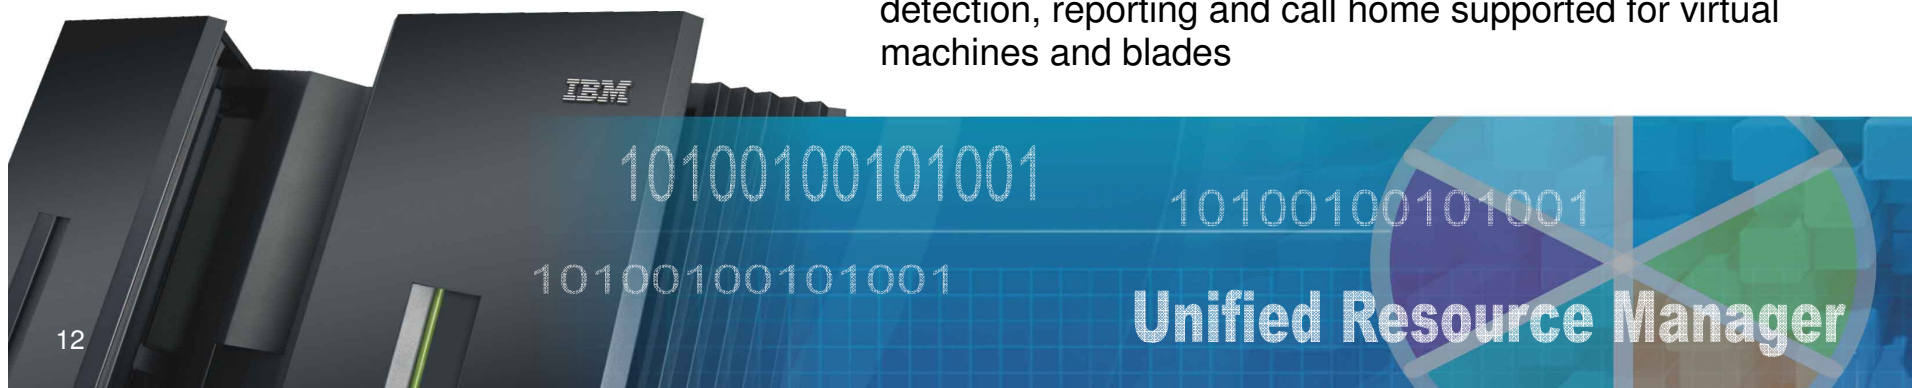 detection, reporting and call home supported for virtual
machines and blades
IBM
10100100101001
10100100101001
10100100101001
Unified Resource Manager
12